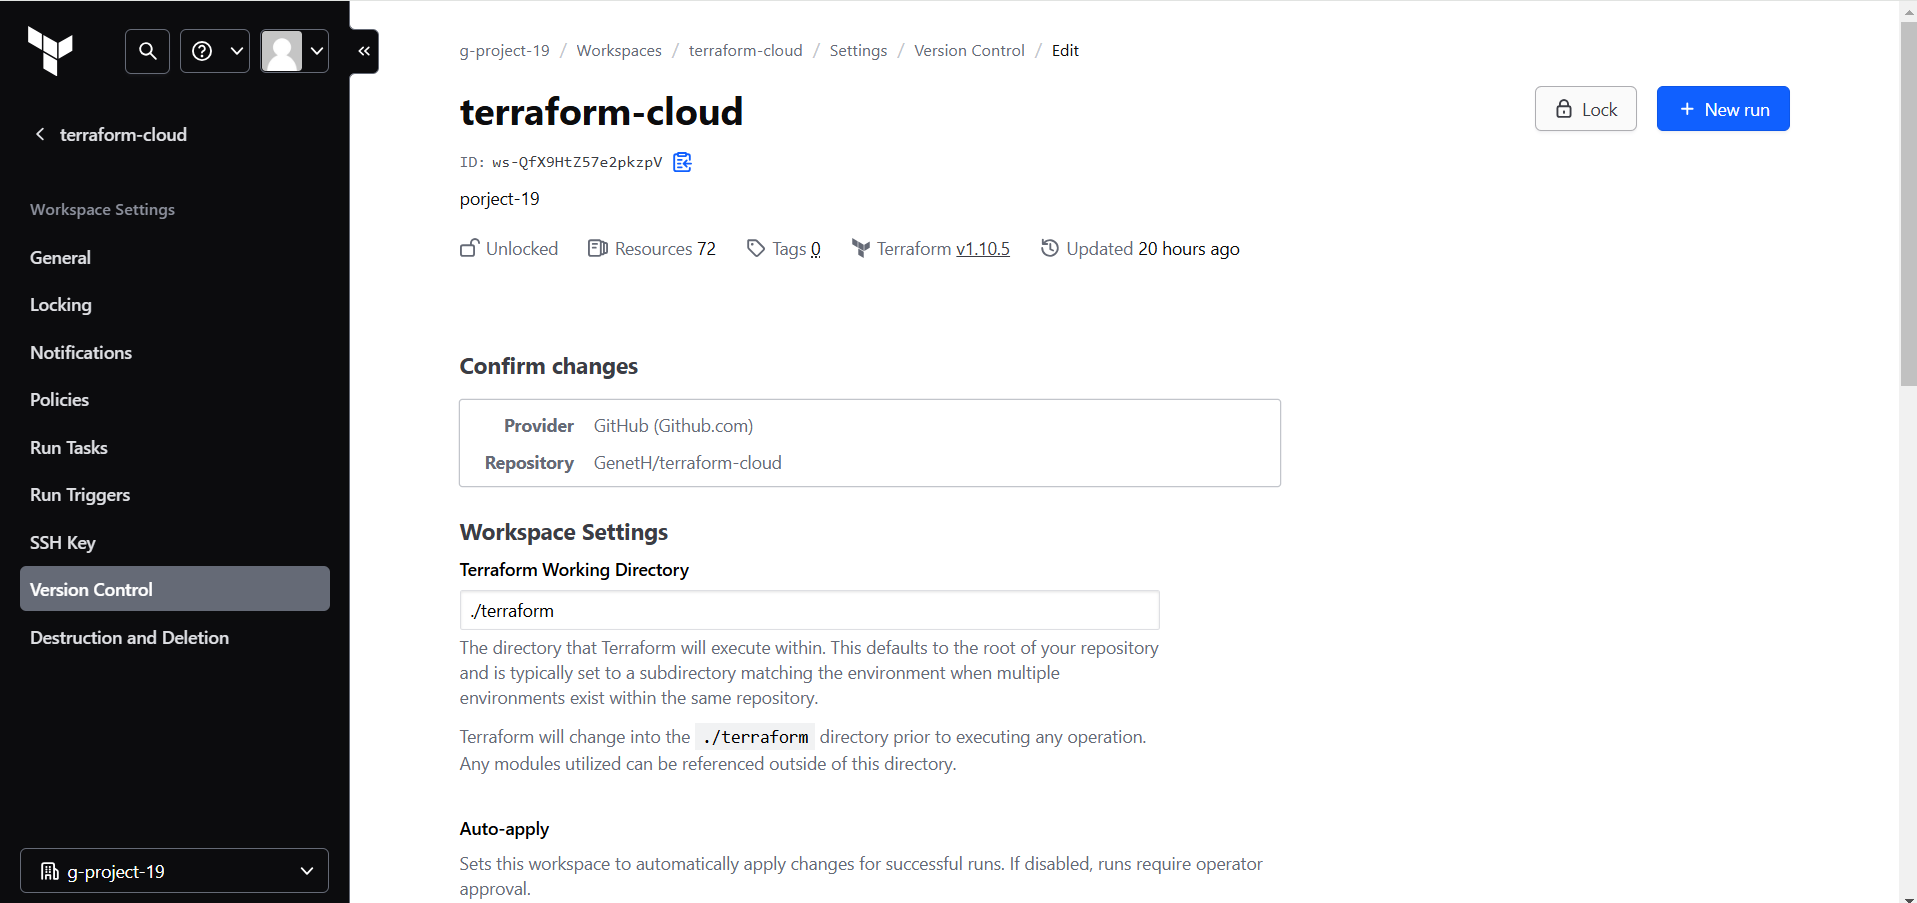 terraform-cloud
Workspace Settings
General
Locking
Notifications
Policies
Run Tasks
Run Triggers
SSH Key
Version Control
Destruction and Deletion
g-project-19
g-project-19 / Workspaces / terraform-cloud / Settings / Version Control / Edit
terraform-cloud
Lock
+ New run
ID: ws-QfX9HtZ57e2pkzpV
porject-19
Unlocked Resources 72 Tags 0 Terraform v1.10.5 Updated 20 hours ago
Confirm changes
Provider GitHub (Github.com)
Repository GenetH/terraform-cloud
Workspace Settings
Terraform Working Directory
./terraform
The directory that Terraform will execute within. This defaults to the root of your repository
and is typically set to a subdirectory matching the environment when multiple
environments exist within the same repository.
Terraform will change into the ./terraform directory prior to executing any operation.
Any modules utilized can be referenced outside of this directory.
Auto-apply
Sets this workspace to automatically apply changes for successful runs. If disabled, runs require operator
approval.